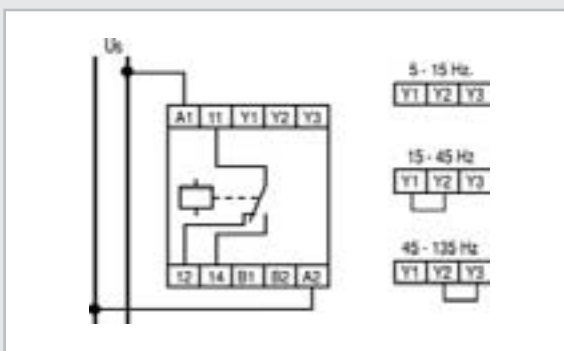 Us
A1 11 Y1 Y2 Y3
12 14 B1 B2 A2
5 - 15 Hz.
Y1 Y2 Y3
15 - 45 Hz
Y1 Y2 Y3
45 - 135 Hz
Y1 Y2 Y3